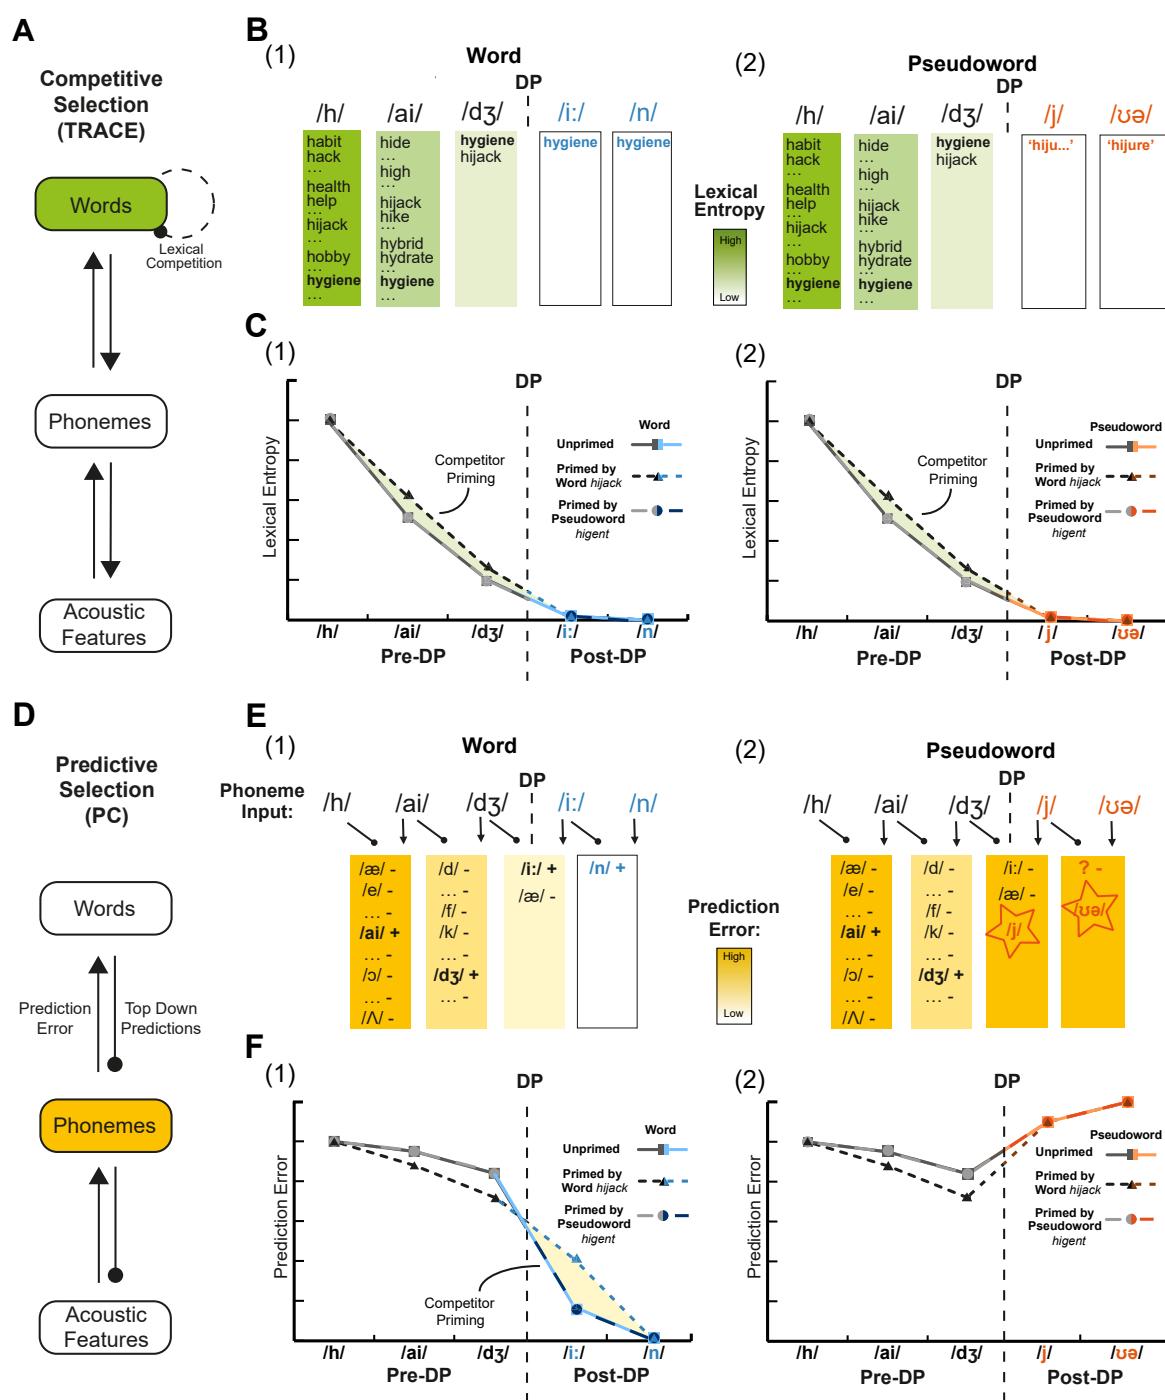 A
Competitive
Selection
(TRACE)
Words
Lexical
Competition
Phonemes
Acoustic
Features
B
(1)
Word
DP
/h/ /ai/ /dʒ/ /i:/ /n/
habit
hack
...
health
help
...
hijack
...
hobby
...
hygiene
...
hide
...
high
...
hijack
hike
...
hybrid
hydrate
...
hygiene
...
hygiene
hijack
hygiene
hygiene
Lexical
Entropy
High
Low
(2)
Pseudoword
DP
/h/ /ai/ /dʒ/ /j/ /ʊə/
habit
hack
...
health
help
...
hijack
...
hobby
...
hygiene
...
hide
...
high
...
hijack
hike
...
hybrid
hydrate
...
hygiene
...
hygiene
hijack
‘hiju...’
‘hijure’
C
(1)
DP
Lexical Entropy
Competitor
Priming
Word
Unprimed
Primed by
Word hijack
Primed by
Pseudoword
higent
/h/ /ai/ /dʒ/ /i:/ /n/
Pre-DP Post-DP
(2)
DP
Lexical Entropy
Competitor
Priming
Pseudoword
Unprimed
Primed by
Word hijack
Primed by
Pseudoword
higent
/h/ /ai/ /dʒ/ /j/ /ʊə/
Pre-DP Post-DP
D
Predictive
Selection
(PC)
Words
Prediction
Error
Top Down
Predictions
Phonemes
Acoustic
Features
E
(1)
Word
DP
Phoneme
Input:
/h/ /ai/ /dʒ/ /i:/ /n/
/æ/ -
/e/ -
... -
/ai/ +
... -
/ɔ/ -
... -
/Λ/ -
/d/ -
... -
/f/ -
/k/ -
... -
/dʒ/ +
... -
/i:/ +
/æ/ -
/n/ +
Prediction
Error:
High
Low
(2)
Pseudoword
DP
/h/ /ai/ /dʒ/ /j/ /ʊə/
/æ/ -
/e/ -
... -
/ai/ +
... -
/ɔ/ -
... -
/Λ/ -
/d/ -
... -
/f/ -
/k/ -
... -
/dʒ/ +
... -
/i:/ -
/æ/ -
/j/
? -
/ʊə/
F
(1)
DP
Prediction Error
Competitor
Priming
Word
Unprimed
Primed by
Word hijack
Primed by
Pseudoword
higent
/h/ /ai/ /dʒ/ /i:/ /n/
Pre-DP Post-DP
(2)
DP
Prediction Error
Pseudoword
Unprimed
Primed by
Word hijack
Primed by
Pseudoword
higent
/h/ /ai/ /dʒ/ /j/ /ʊə/
Pre-DP Post-DP